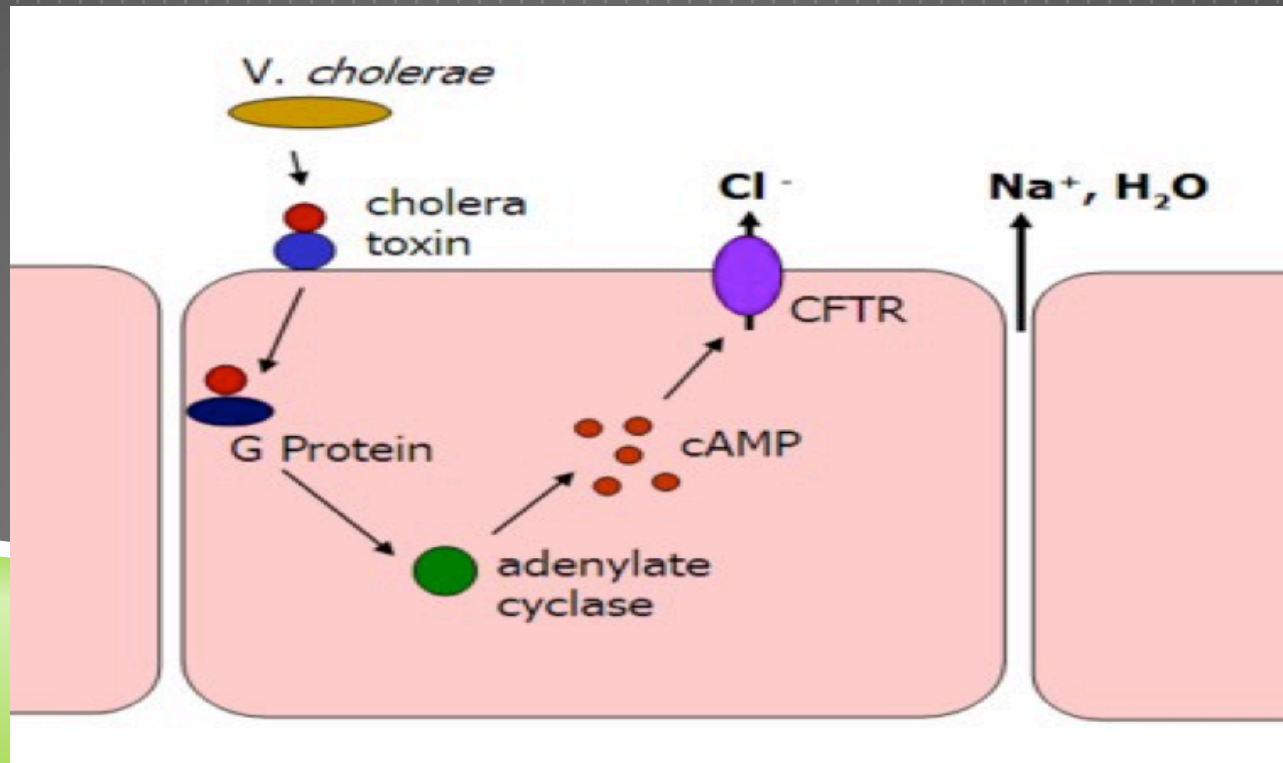 V. cholerae
cholera
toxin
Cl -
Na⁺, H₂O
CFTR
G Protein
cAMP
adenylate
cyclase